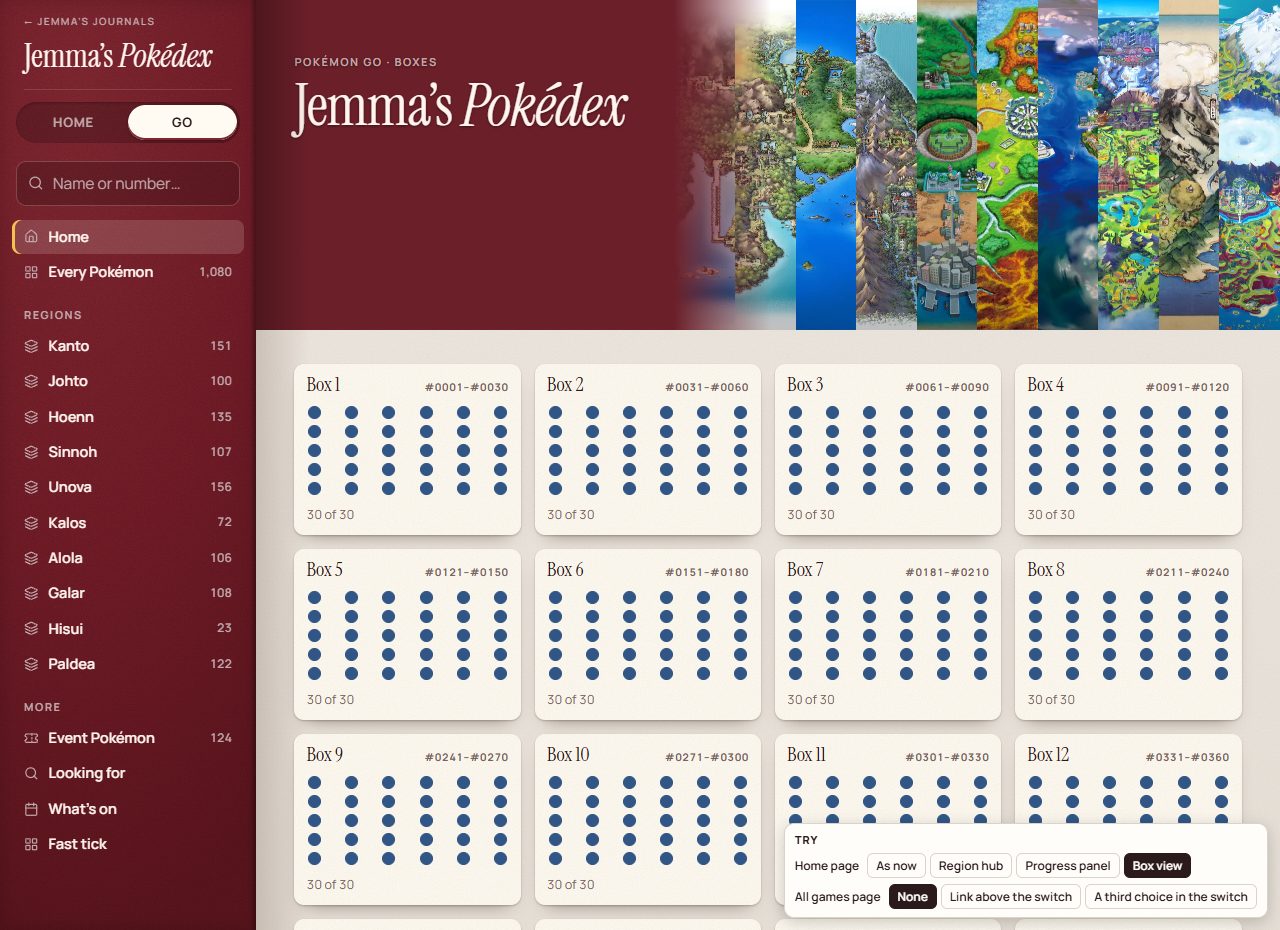 ← JEMMA'S JOURNALS
Jemma's Pokédex
HOME
GO
Name or number...
Home
Every Pokémon 1,080
REGIONS
Kanto 151
Johto 100
Hoenn 135
Sinnoh 107
Unova 156
Kalos 72
Alola 106
Galar 108
Hisui 23
Paldea 122
MORE
Event Pokémon 124
Looking for
What's on
Fast tick
POKÉMON GO · BOXES
Jemma's Pokédex
Box 1 #0001–#0030
30 of 30
Box 2 #0031–#0060
30 of 30
Box 3 #0061–#0090
30 of 30
Box 4 #0091–#0120
30 of 30
Box 5 #0121–#0150
30 of 30
Box 6 #0151–#0180
30 of 30
Box 7 #0181–#0210
30 of 30
Box 8 #0211–#0240
30 of 30
Box 9 #0241–#0270
30 of 30
Box 10 #0271–#0300
30 of 30
Box 11 #0301–#0330
Box 12 #0331–#0360
TRY
Home page As now Region hub Progress panel Box view
All games page None Link above the switch A third choice in the switch